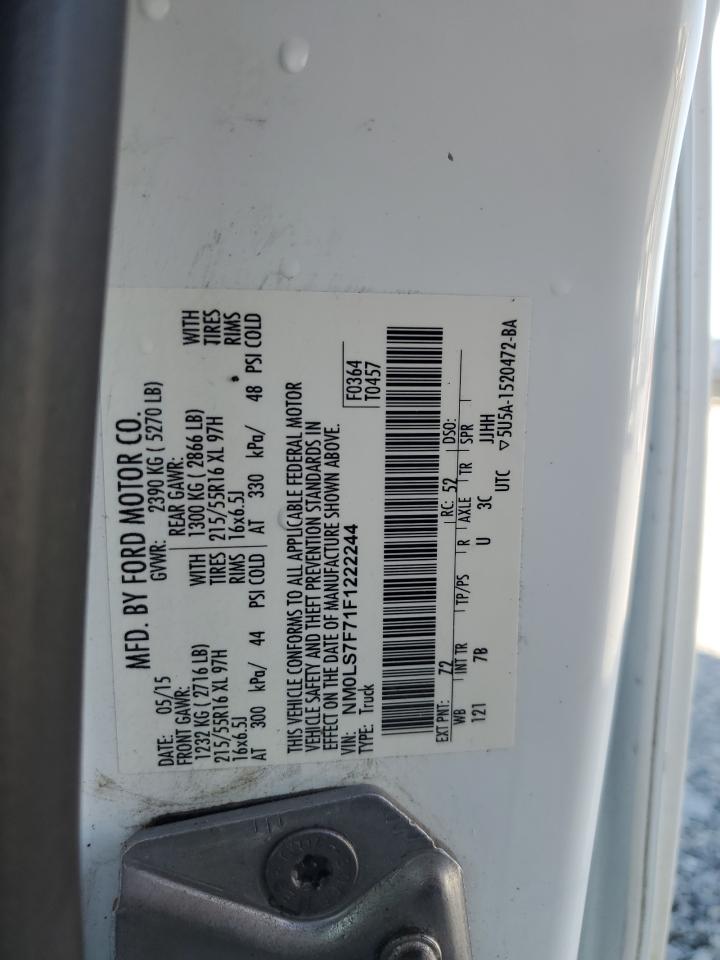 MFD. BY FORD MOTOR CO.
DATE: 05/15 GVWR: 2390 KG ( 5270 LB)
FRONT GAWR: REAR GAWR:
1232 KG ( 2716 LB) WITH 1300 KG ( 2866 LB) WITH
215/55R16 XL 97H TIRES 215/55R16 XL 97H TIRES
16x6.5J RIMS 16x6.5J RIMS
AT 300 kPa/ 44 PSI COLD AT 330 kPa/ 48 PSI COLD
THIS VEHICLE CONFORMS TO ALL APPLICABLE FEDERAL MOTOR
VEHICLE SAFETY AND THEFT PREVENTION STANDARDS IN
EFFECT ON THE DATE OF MANUFACTURE SHOWN ABOVE.
VIN: NM0LS7F71F1222244 F0364
TYPE: Truck T0457
EXT PNT: Z2 RC: 52 DSO:
WB INT TR TP/PS R AXLE TR SPR
121 7B U 3C JJHH
UTC ▽5U5A-1520472-BA